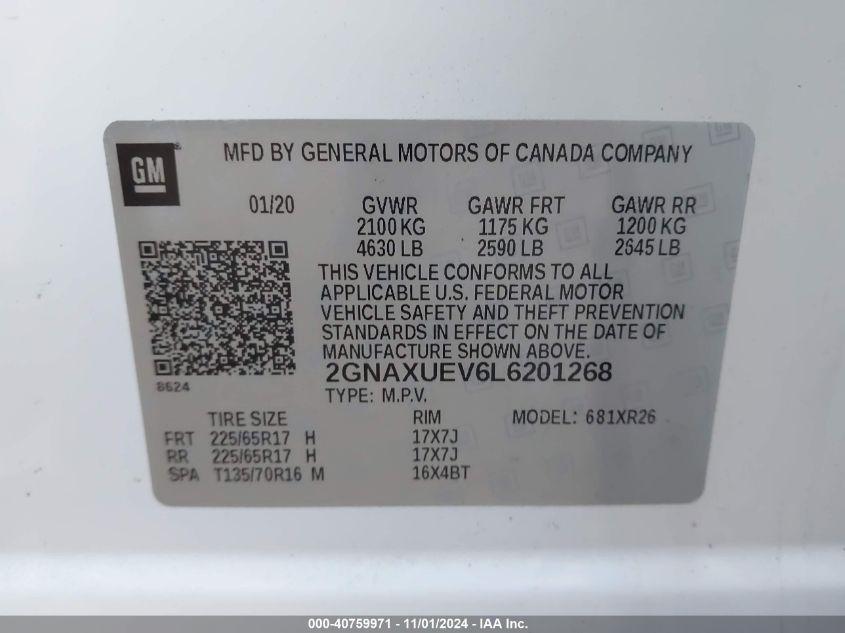 GM
MFD BY GENERAL MOTORS OF CANADA COMPANY
01/20 GVWR GAWR FRT GAWR RR
2100 KG 1175 KG 1200 KG
4630 LB 2590 LB 2645 LB
THIS VEHICLE CONFORMS TO ALL
APPLICABLE U.S. FEDERAL MOTOR
VEHICLE SAFETY AND THEFT PREVENTION
STANDARDS IN EFFECT ON THE DATE OF
MANUFACTURE SHOWN ABOVE.
8624 2GNAXUEV6L6201268
TYPE: M.P.V.
TIRE SIZE RIM MODEL: 681XR26
FRT 225/65R17 H 17X7J
RR 225/65R17 H 17X7J
SPA T135/70R16 M 16X4BT
000-40759971 - 11/01/2024 - IAA Inc.